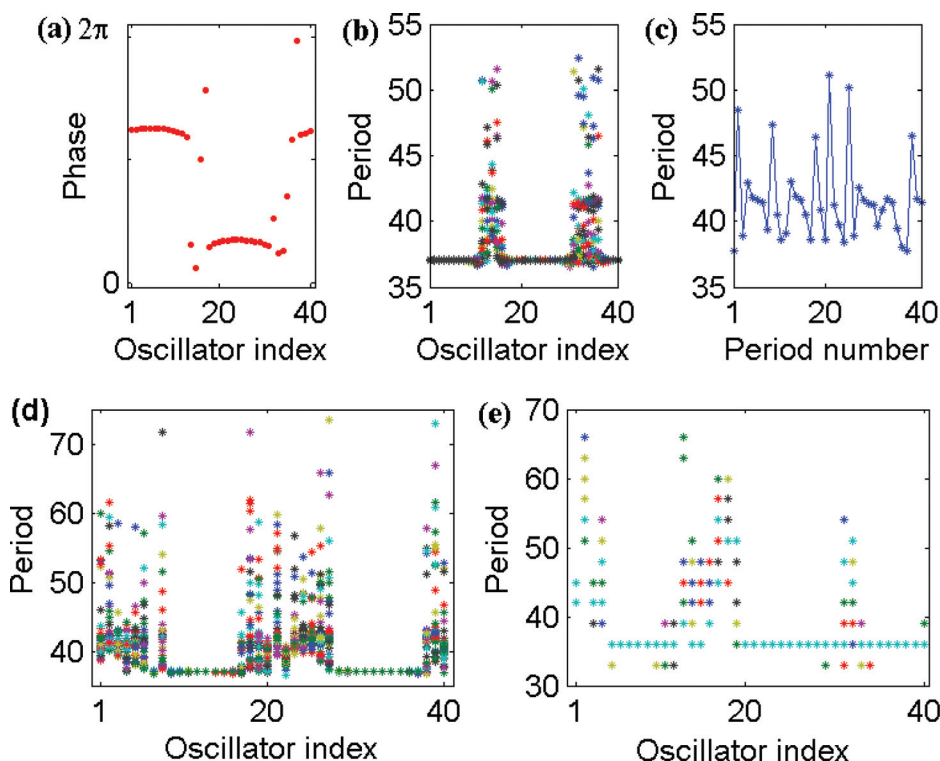 (a) 2π
Phase
0
1 20 40
Oscillator index
(b) 55
50
45
40
35
Period
1 20 40
Oscillator index
(c) 55
50
45
40
35
Period
1 20 40
Period number
(d)
70
60
50
40
Period
1 20 40
Oscillator index
(e) 70
60
50
40
30
Period
1 20 40
Oscillator index